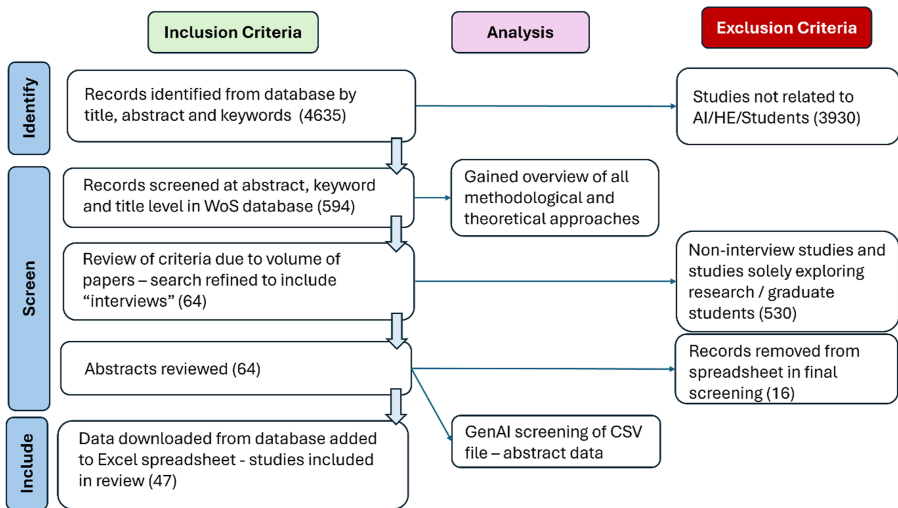 Inclusion Criteria
Analysis
Exclusion Criteria
Identify
Records identified from database by
title, abstract and keywords (4635)
Studies not related to
AI/HE/Students (3930)
Screen
Records screened at abstract, keyword
and title level in WoS database (594)
Gained overview of all
methodological and
theoretical approaches
Review of criteria due to volume of
papers – search refined to include
“interviews” (64)
Non-interview studies and
studies solely exploring
research / graduate
students (530)
Abstracts reviewed (64)
Records removed from
spreadsheet in final
screening (16)
GenAI screening of CSV
file – abstract data
Include
Data downloaded from database added
to Excel spreadsheet - studies included
in review (47)